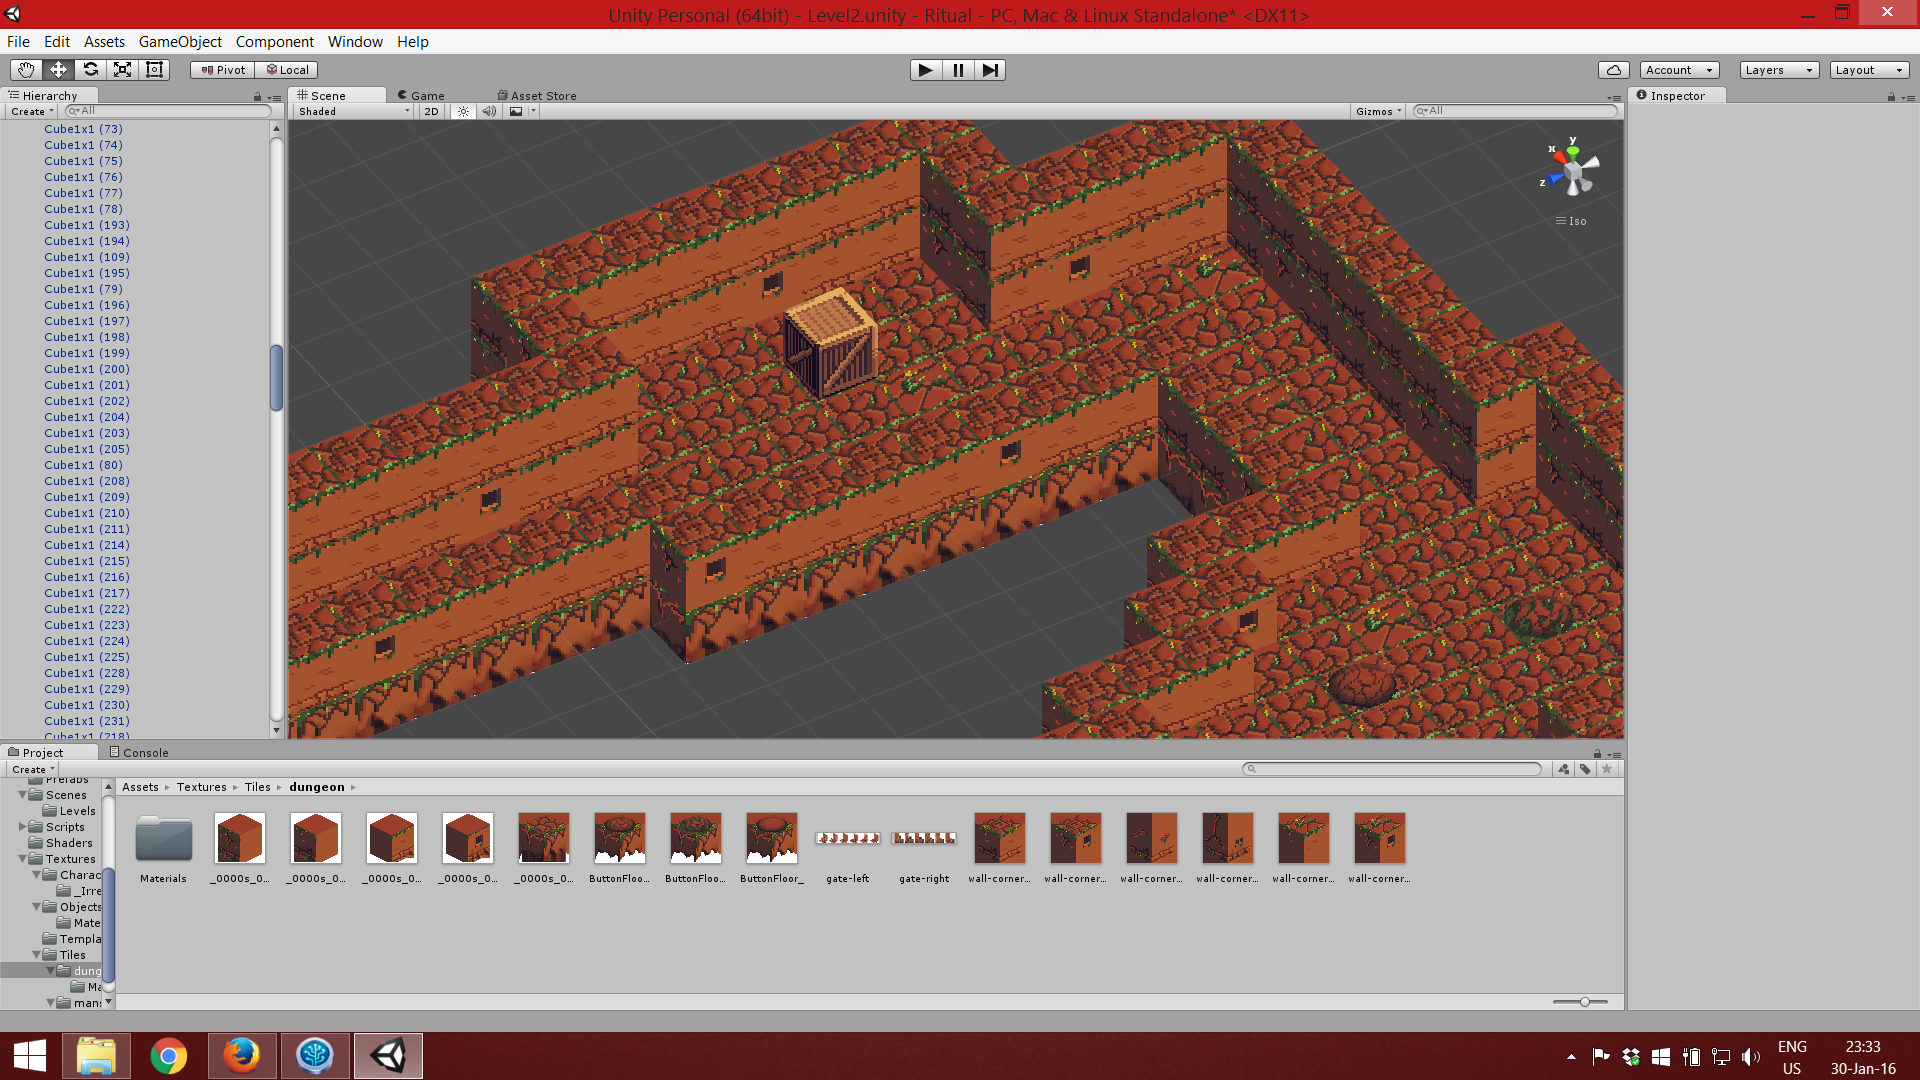 Unity Personal (64bit) - Level2.unity - Ritual - PC, Mac & Linux Standalone* <DX11>
File Edit Assets GameObject Component Window Help
Pivot Local Account Layers Layout
Hierarchy
Create All
Cube1x1 (73)
Cube1x1 (74)
Cube1x1 (75)
Cube1x1 (76)
Cube1x1 (77)
Cube1x1 (78)
Cube1x1 (193)
Cube1x1 (194)
Cube1x1 (109)
Cube1x1 (195)
Cube1x1 (79)
Cube1x1 (196)
Cube1x1 (197)
Cube1x1 (198)
Cube1x1 (199)
Cube1x1 (200)
Cube1x1 (201)
Cube1x1 (202)
Cube1x1 (204)
Cube1x1 (203)
Cube1x1 (205)
Cube1x1 (80)
Cube1x1 (208)
Cube1x1 (209)
Cube1x1 (210)
Cube1x1 (211)
Cube1x1 (214)
Cube1x1 (215)
Cube1x1 (216)
Cube1x1 (217)
Cube1x1 (222)
Cube1x1 (223)
Cube1x1 (224)
Cube1x1 (225)
Cube1x1 (228)
Cube1x1 (229)
Cube1x1 (230)
Cube1x1 (231)
Cube1x1 (218)
Scene Game Asset Store
Shaded 2D Gizmos All
y
x
z
Iso
Inspector
Project Console
Create
Prefabs
Scenes
Levels
Scripts
Shaders
Textures
Charac
_Irre
Objects
Mate
Templa
Tiles
dung
Ma
mans
Assets Textures Tiles dungeon
Materials _0000s_0... _0000s_0... _0000s_0... _0000s_0... _0000s_0... ButtonFloo... ButtonFloo... ButtonFloor_ gate-left gate-right wall-corner... wall-corner... wall-corner... wall-corner... wall-corner... wall-corner...
ENG
US
23:33
30-Jan-16